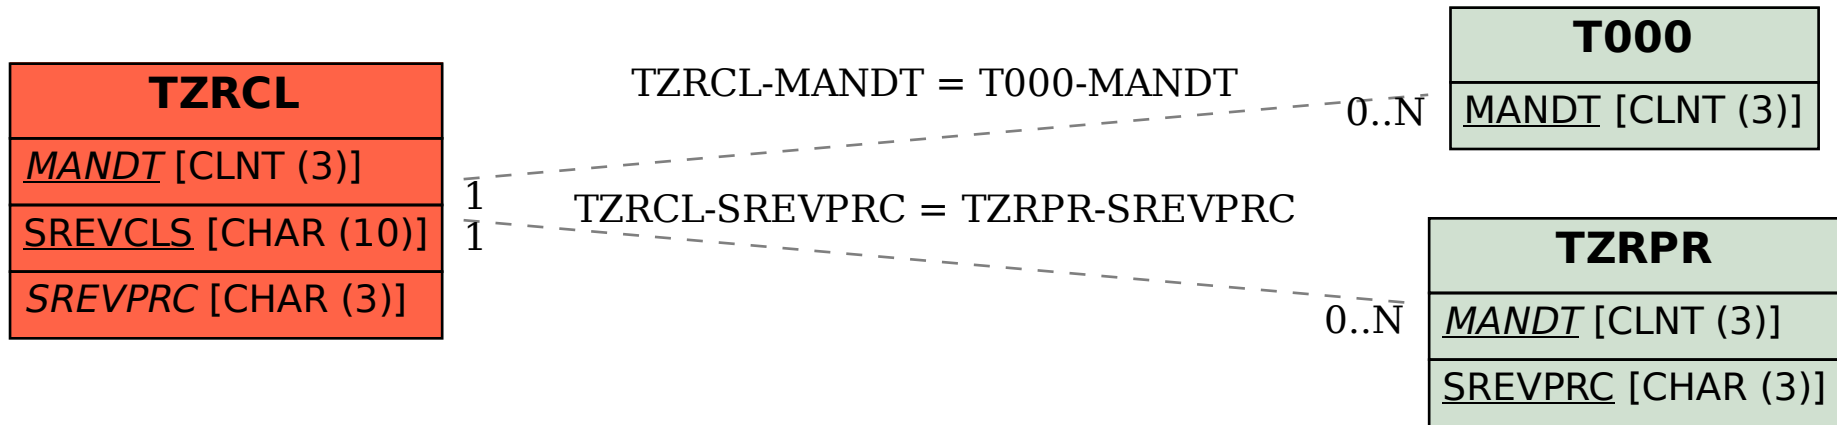 TZRCL
MANDT [CLNT (3)]
SREVCLS [CHAR (10)]
SREVPRC [CHAR (3)]
TZRCL-MANDT = T000-MANDT
1
0..N
TZRCL-SREVPRC = TZRPR-SREVPRC
1
0..N
T000
MANDT [CLNT (3)]
TZRPR
MANDT [CLNT (3)]
SREVPRC [CHAR (3)]